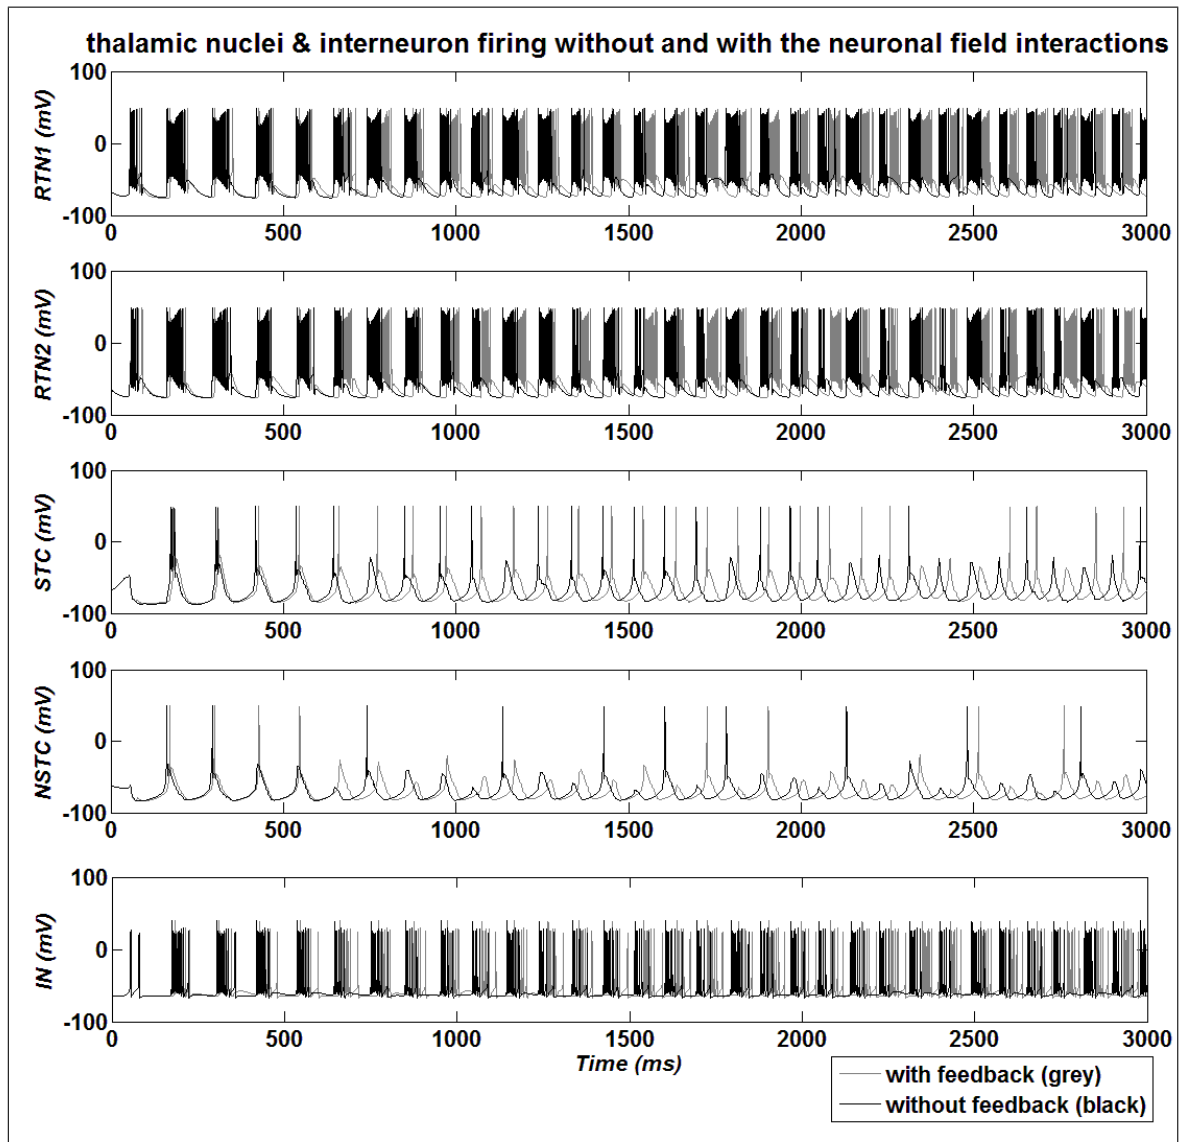 thalamic nuclei & interneuron firing without and with the neuronal field interactions
100
0
-100
RTN1 (mV)
0 500 1000 1500 2000 2500 3000
100
0
-100
RTN2 (mV)
0 500 1000 1500 2000 2500 3000
100
0
-100
STC (mV)
0 500 1000 1500 2000 2500 3000
100
0
-100
NSTC (mV)
0 500 1000 1500 2000 2500 3000
100
0
-100
IN (mV)
0 500 1000 1500 2000 2500 3000
Time (ms)
with feedback (grey)
without feedback (black)